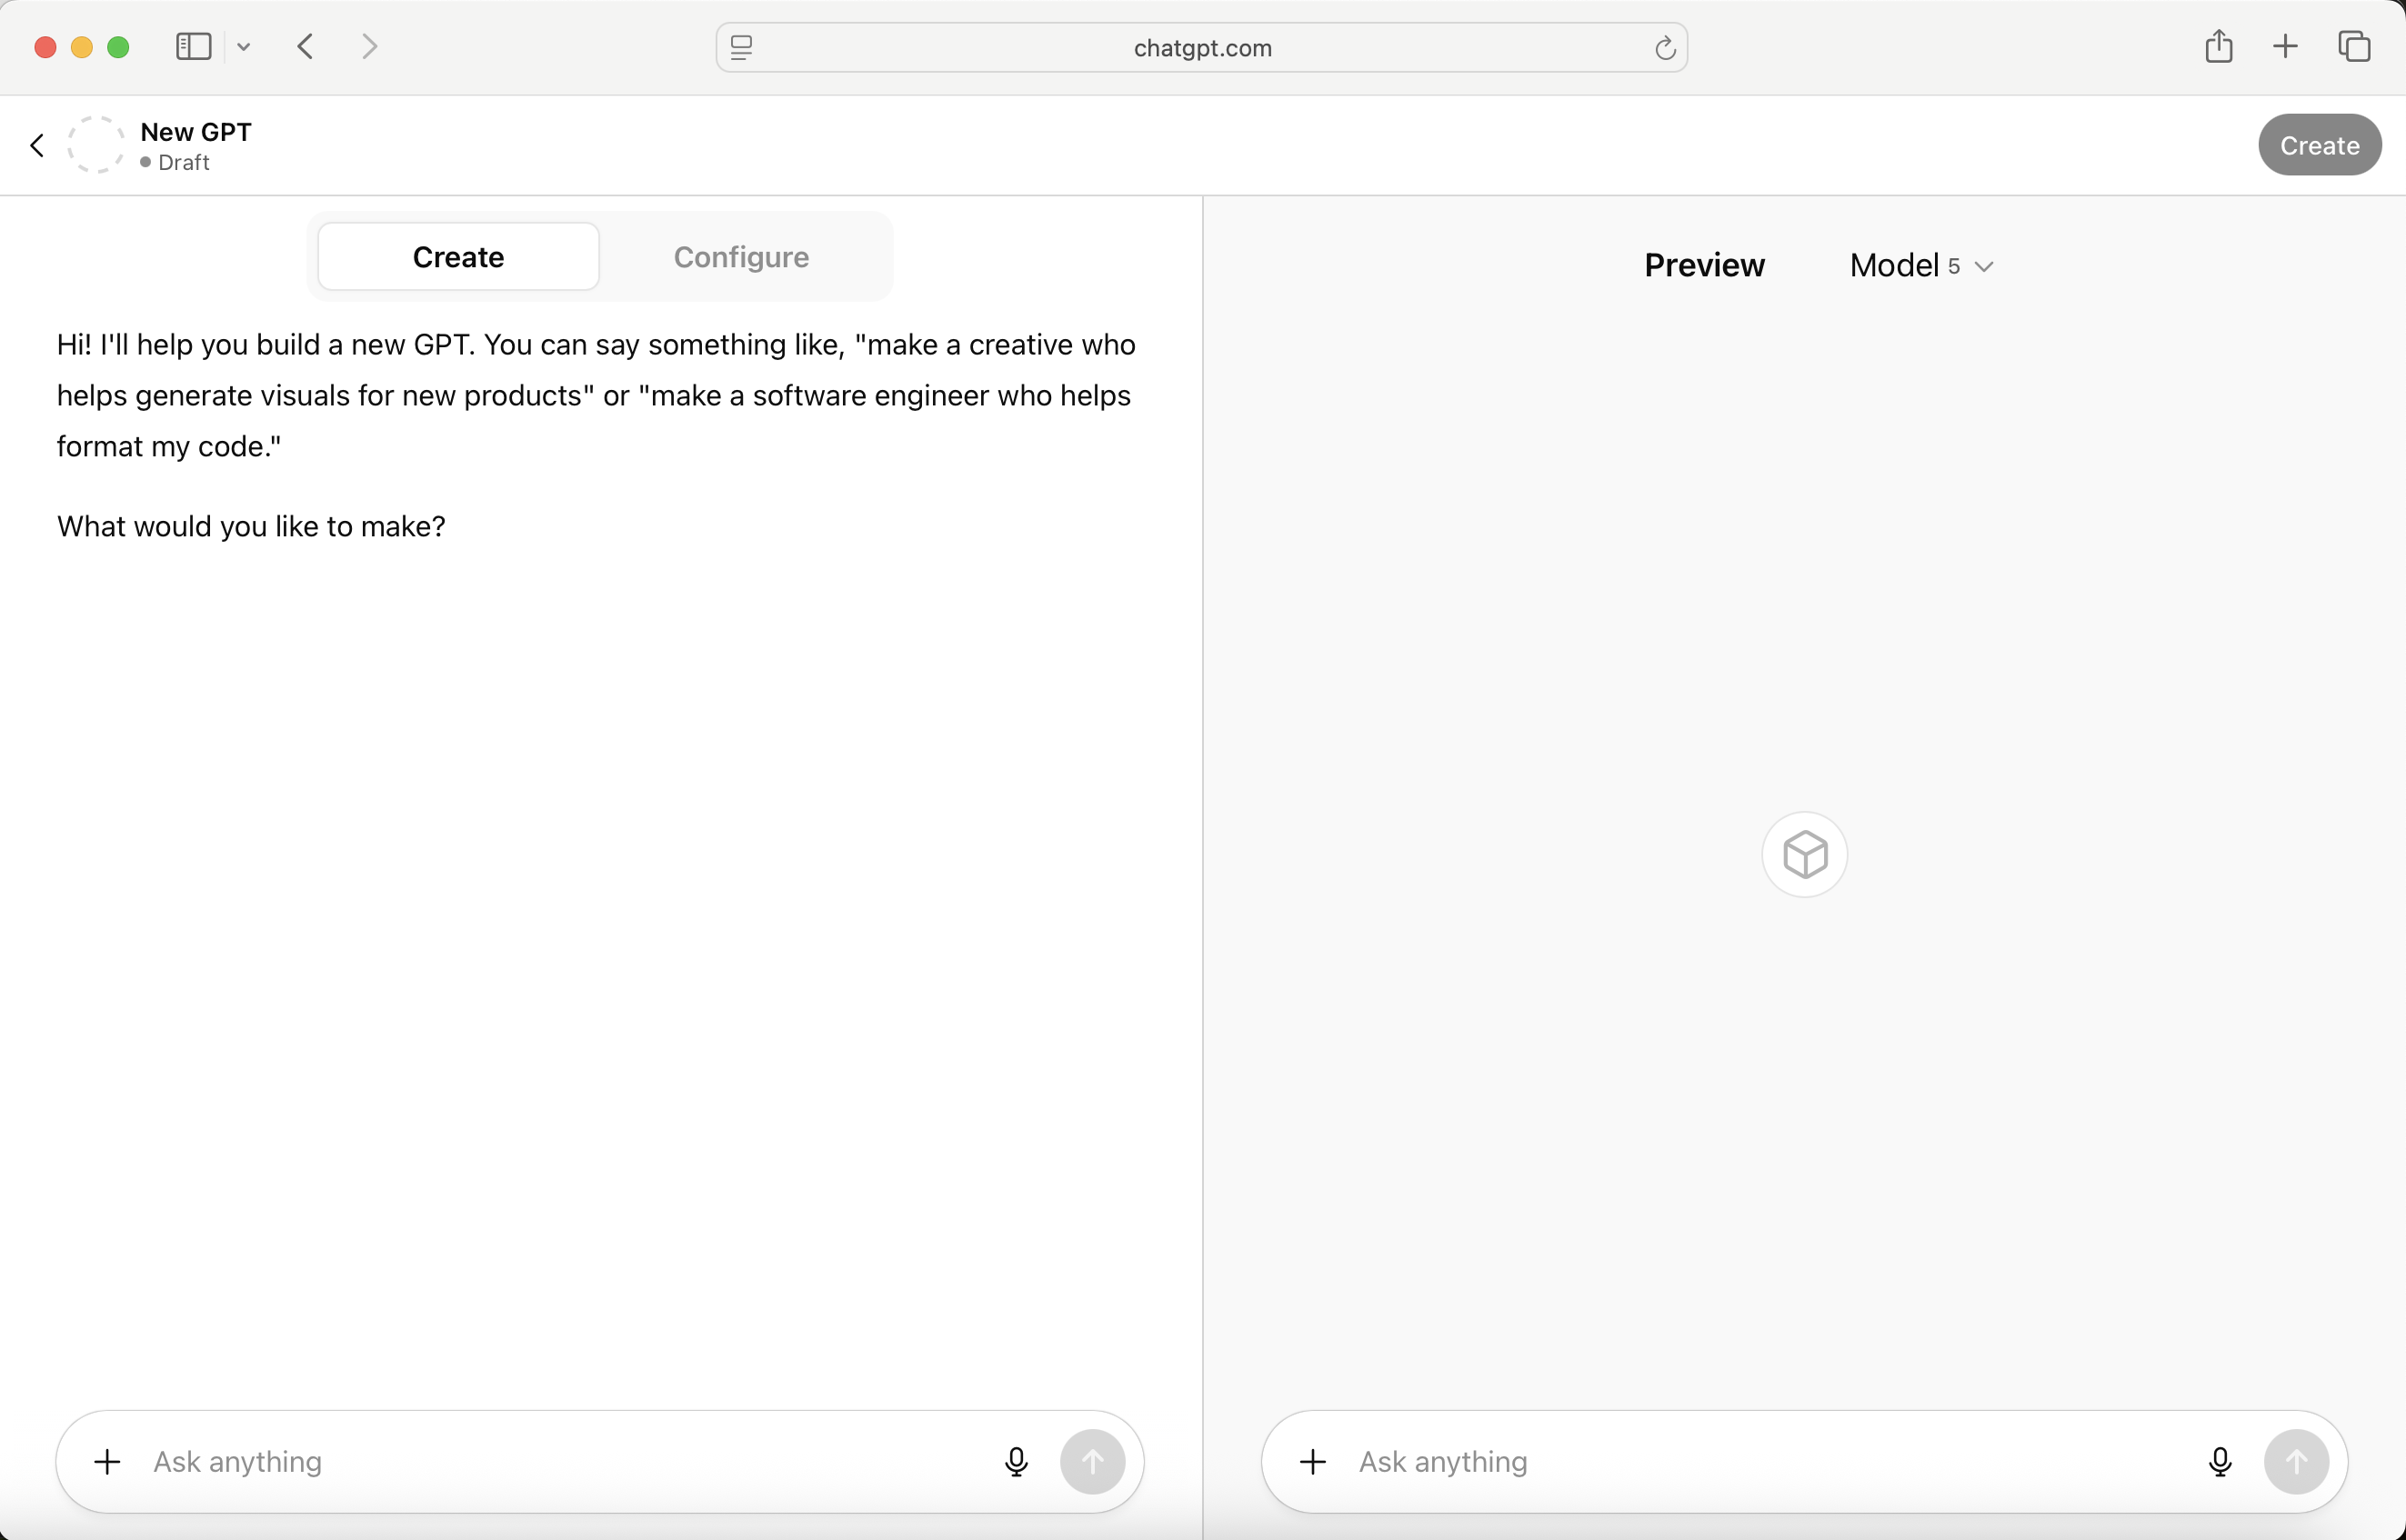 chatgpt.com
New GPT
Draft
Create
Create
Configure
Hi! I'll help you build a new GPT. You can say something like, "make a creative who
helps generate visuals for new products" or "make a software engineer who helps
format my code."
What would you like to make?
Ask anything
Preview
Model 5
Ask anything